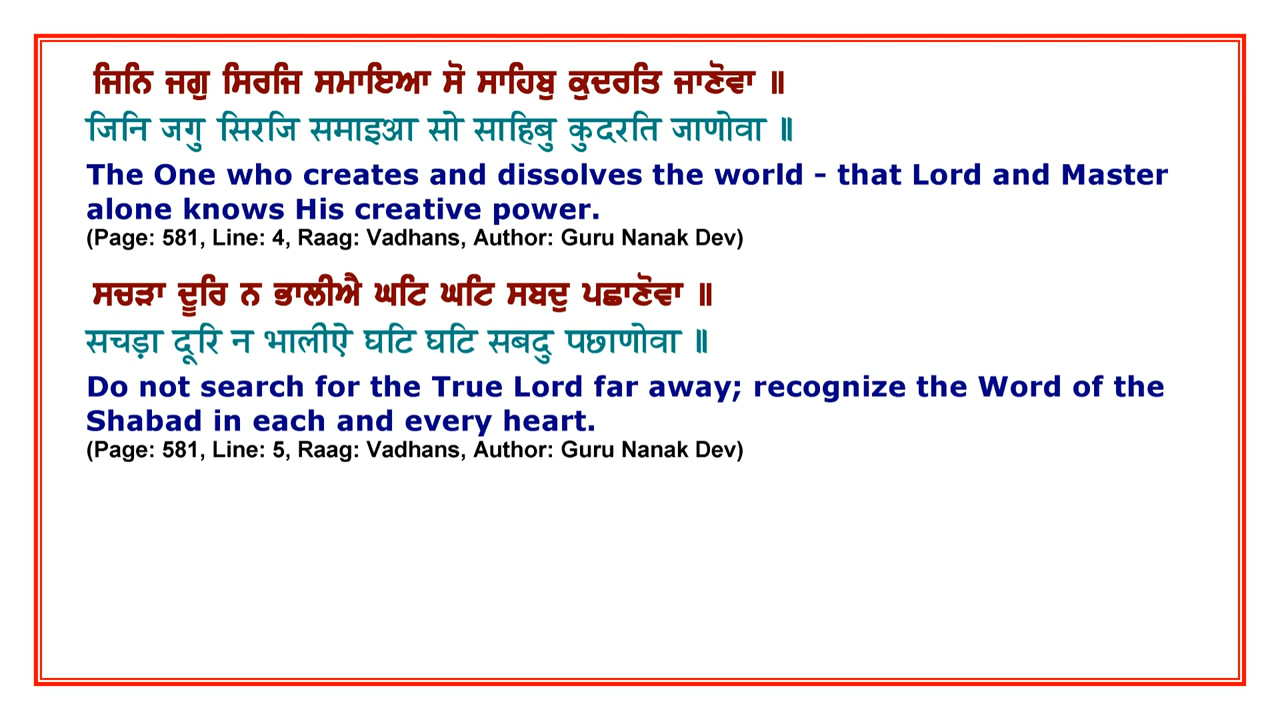 ਜਿਨਿ ਜਗੁ ਸਿਰਜਿ ਸਮਾਇਆ ਸੋ ਸਾਹਿਬੁ ਕੁਦਰਤਿ ਜਾਣੋਵਾ ॥
जिनि जगु सिरजि समाइआ सो साहिबु कुदरति जाणोवा ॥
The One who creates and dissolves the world - that Lord and Master
alone knows His creative power.
(Page: 581, Line: 4, Raag: Vadhans, Author: Guru Nanak Dev)
ਸਚੜਾ ਦੂਰਿ ਨ ਭਾਲੀਐ ਘਟਿ ਘਟਿ ਸਬਦੁ ਪਛਾਣੋਵਾ ॥
सचड़ा दूरि न भालीऐ घटि घटि सबदु पछाणोवा ॥
Do not search for the True Lord far away; recognize the Word of the
Shabad in each and every heart.
(Page: 581, Line: 5, Raag: Vadhans, Author: Guru Nanak Dev)